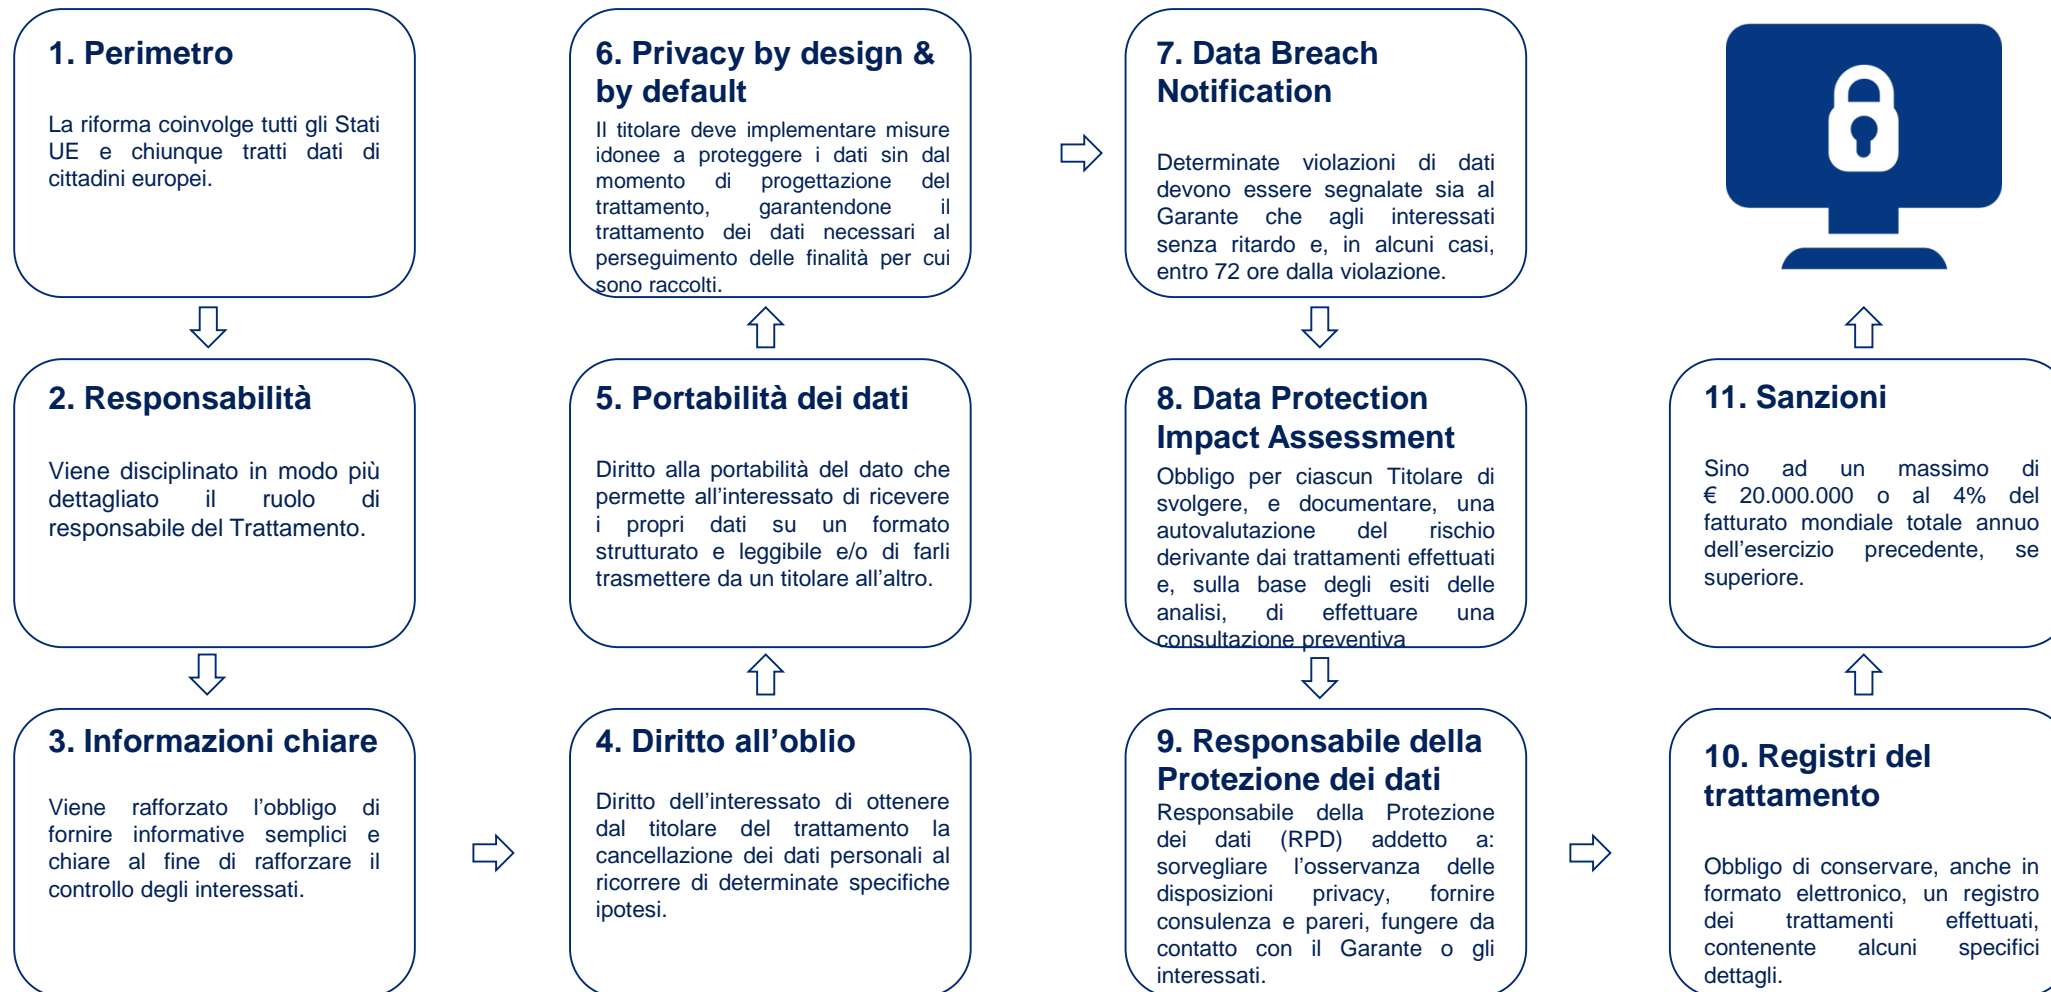 1. Perimetro
La riforma coinvolge tutti gli Stati
UE e chiunque tratti dati di
cittadini europei.
2. Responsabilità
Viene disciplinato in modo più
dettagliato il ruolo di
responsabile del Trattamento.
3. Informazioni chiare
Viene rafforzato l’obbligo di
fornire informative semplici e
chiare al fine di rafforzare il
controllo degli interessati.
4. Diritto all’oblio
Diritto dell’interessato di ottenere
dal titolare del trattamento la
cancellazione dei dati personali al
ricorrere di determinate specifiche
ipotesi.
5. Portabilità dei dati
Diritto alla portabilità del dato che
permette all’interessato di ricevere
i propri dati su un formato
strutturato e leggibile e/o di farli
trasmettere da un titolare all’altro.
6. Privacy by design &
by default
Il titolare deve implementare misure
idonee a proteggere i dati sin dal
momento di progettazione del
trattamento, garantendone il
trattamento dei dati necessari al
perseguimento delle finalità per cui
sono raccolti.
7. Data Breach
Notification
Determinate violazioni di dati
devono essere segnalate sia al
Garante che agli interessati
senza ritardo e, in alcuni casi,
entro 72 ore dalla violazione.
8. Data Protection
Impact Assessment
Obbligo per ciascun Titolare di
svolgere, e documentare, una
autovalutazione del rischio
derivante dai trattamenti effettuati
e, sulla base degli esiti delle
analisi, di effettuare una
consultazione preventiva
9. Responsabile della
Protezione dei dati
Responsabile della Protezione
dei dati (RPD) addetto a:
sorvegliare l’osservanza delle
disposizioni privacy, fornire
consulenza e pareri, fungere da
contatto con il Garante o gli
interessati.
10. Registri del
trattamento
Obbligo di conservare, anche in
formato elettronico, un registro
dei trattamenti effettuati,
contenente alcuni specifici
dettagli.
11. Sanzioni
Sino ad un massimo di
€ 20.000.000 o al 4% del
fatturato mondiale totale annuo
dell’esercizio precedente, se
superiore.